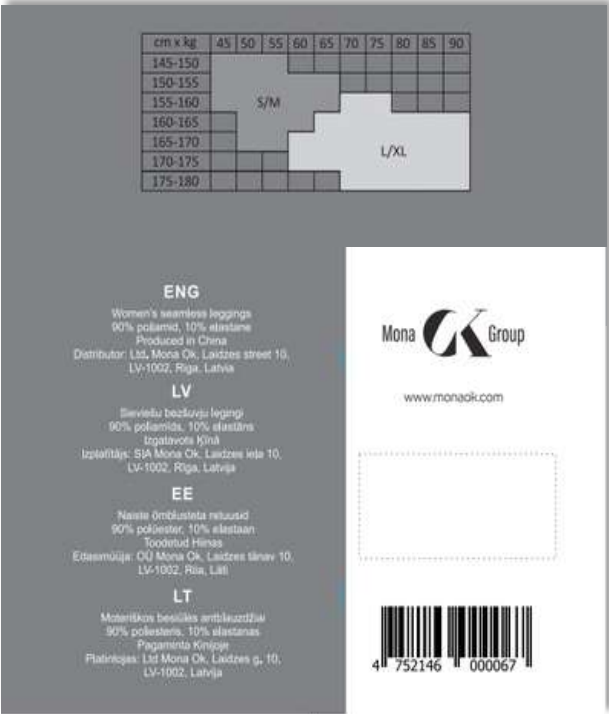 cm x kg 45 50 55 60 65 70 75 80 85 90
145-150
150-155
155-160
160-165
165-170
170-175
175-180
S/M
L/XL
ENG
Women's seamless leggings
90% poliamid, 10% elastane
Produced in China
Distributor: Ltd. Mona Ok, Laidzes street 10,
LV-1002, Riga, Latvia
LV
Sieviešu bezšuvju legingi
90% poliamīds, 10% elastāns
Izgatavots Ķīnā
Izplatītājs: SIA Mona Ok, Laidzes iela 10,
LV-1002, Rīga, Latvija
EE
Naiste õmblusteta retuusid
90% polüester, 10% elastaan
Toodetud Hiinas
Edasimüüja: OÜ Mona Ok, Laidzes tänav 10,
LV-1002, Riia, Läti
LT
Moteriškos besiūlės antblauzdžiai
90% poliesteris, 10% elastanas
Pagaminta Kinijoje
Platintojas: Ltd Mona Ok, Laidzes g. 10,
LV-1002, Latvija
Mona OK Group
www.monaok.com
4 752146 000067